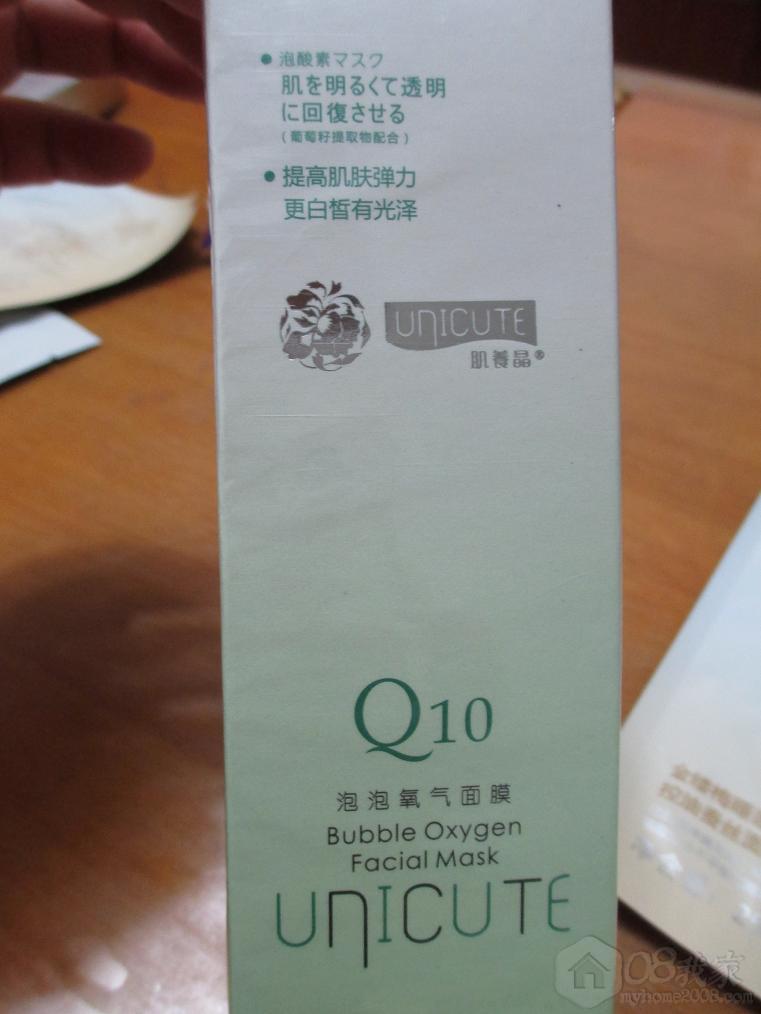 ● 泡酸素マスク
肌を明るくて透明
に回復させる
(葡萄籽提取物配合)
● 提高肌肤弹力
更白皙有光泽
UNICUTE
肌養晶®
Q10
泡泡氧气面膜
Bubble Oxygen
Facial Mask
UNICUTE
08我家
myhome2008.com